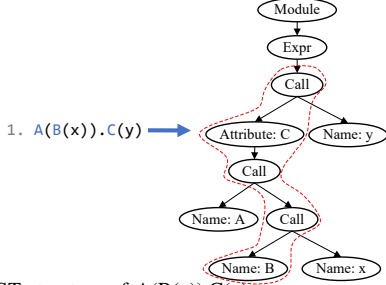 Module
Expr
Call
1. A(B(x)).C(y)
Attribute: C
Name: y
Call
Name: A
Call
Name: B
Name: x